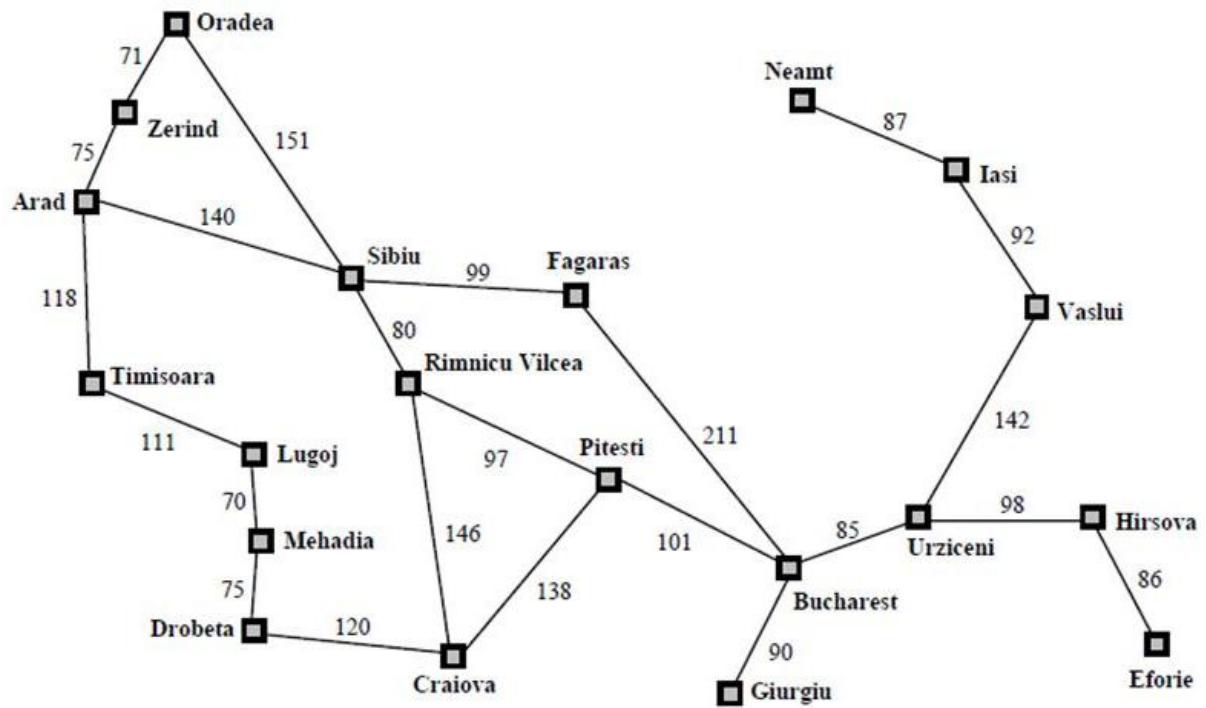 Oradea
71
Neamt
87
Zerind
151
75
Iasi
Arad
140
92
Sibiu
99
Fagaras
118
Vaslui
80
Timisoara
Rimnicu Vilcea
211
142
111
Lugoj
97
Pitesti
70
98
Hirsova
Mehadia
146
101
85
Urziceni
75
138
86
Bucharest
Drobeta
120
90
Craiova
Giurgiu
Eforie